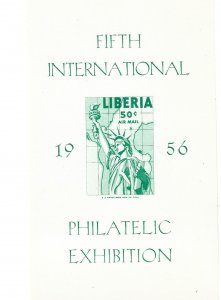 FIFTH
INTERNATIONAL
LIBERIA
50¢
AIR MAIL
19 56
PHILATELIC
EXHIBITION